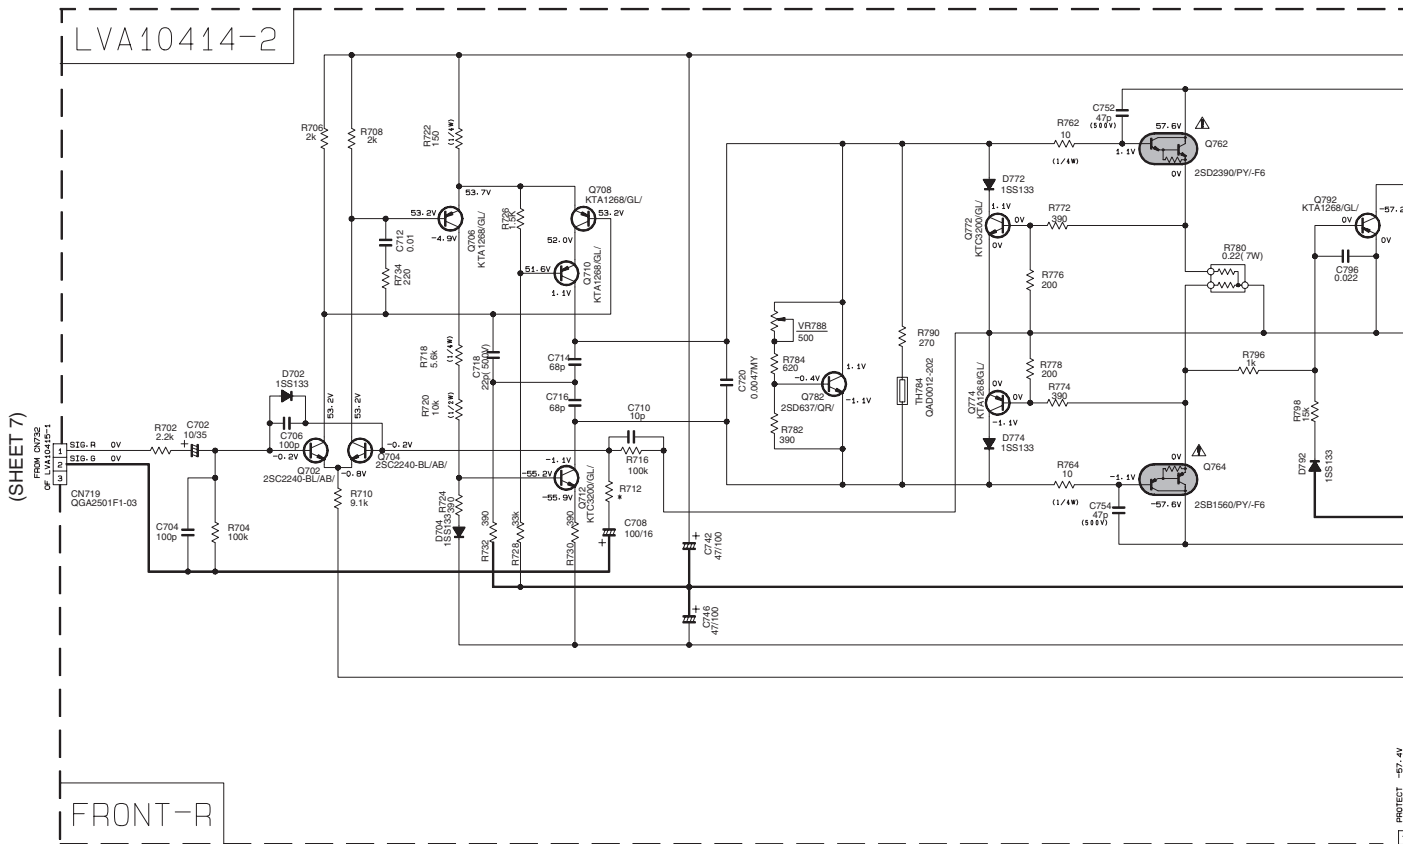 LVA10414-2
(SHEET 7)
FROM CN732
OF LVA10415-1
1
2
3
SIG.R 0V
SIG.G 0V
CN719
QGA2501F1-03
R702
2.2k
C702
10/35
+
C704
100p
R704
100k
D702
1SS133
C706
100p
-0.2V
Q702
2SC2240-BL/AB/
53.2V
53.2V
-0.2V
Q704
2SC2240-BL/AB/
-0.8V
R710
9.1k
R706
2k
R708
2k
R722
150
(1/4W)
53.7V
53.2V
-4.9V
Q706
KTA1268/GL/
C712
0.01
R734
220
R726
1.5K
Q708
KTA1268/GL/
53.2V
52.0V
51.6V
1.1V
Q710
KTA1268/GL/
R718
5.6k
(1/4W)
R720
10k
(1/2W)
C718
22p(500V)
C714
68p
C716
68p
C710
10p
R716
100k
-1.1V
-55.2V
-55.9V
Q712
KTC3200/GL/
R724
390
D704
1SS133
R732
390
R728
33k
R730
390
R712
*
C708
100/16
+
C742
47/100
+
C746
47/100
+
C720
0.0047MY
VR788
500
R784
620
-0.4V
R782
390
1.1V
-1.1V
Q782
2SD637/QR/
R790
270
TH784
QAD0012-202
D772
1SS133
1.1V
0V
0V
Q772
KTC3200/GL/
R772
390
R776
200
R778
200
R774
390
0V
0V
-1.1V
Q774
KTA1268/GL/
D774
1SS133
R762
10
(1/4W)
C752
47p
(500V)
57.6V
1.1V
0V
Q762
2SD2390/PY/-F6
R764
10
(1/4W)
C754
47p
(500V)
-1.1V
-57.6V
0V
Q764
2SB1560/PY/-F6
R780
0.22(7W)
R796
1k
R798
15k
D792
1SS133
Q792
KTA1268/GL/
0V
0V
-57.2
C796
0.022
FRONT-R
PROTECT -57.4V